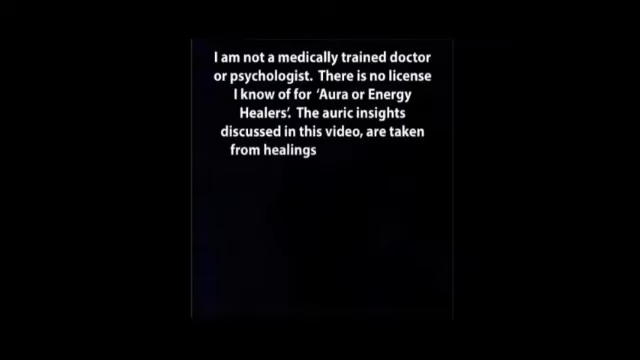 I am not a medically trained doctor
or psychologist. There is no license
I know of for ‘Aura or Energy
Healers’. The auric insights
discussed in this video, are taken
from healings